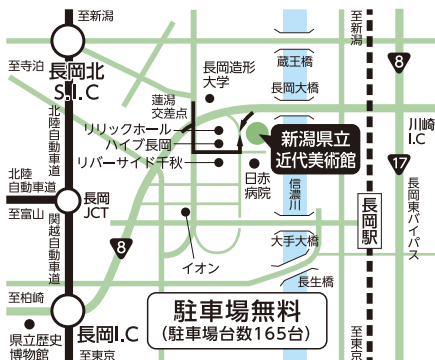 至新潟
至新潟
至寺泊
長岡北
S.I.C
長岡造形
大学
蔵王橋
8
蓮潟
交差点
長岡大橋
北陸自動車道
リリックホール
ハイブ長岡
リバーサイド千秋
新潟県立
近代美術館
川崎
I.C
17
北陸
自動車道
日赤
病院
信濃川
長岡駅
長岡東バイパス
長岡
JCT
至富山
関越自動車道
8
イオン
大手大橋
長生橋
至柏崎
駐車場無料
(駐車場台数165台)
長岡I.C
県立歴史
博物館
至東京
至東京